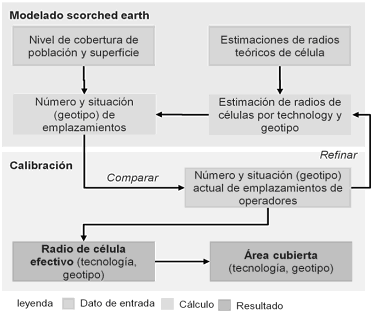 Modelado scorched earth
Nivel de cobertura de
población y superficie
Estimaciones de radios
teóricos de célula
Número y situación
(geotipo) de
emplazamientos
Estimación de radios de
células por technology y
geotipo
Calibración
Comparar
Refinar
Número y situación (geotipo)
actual de emplazamientos de
operadores
Radio de célula
efectivo (tecnología,
geotipo)
Área cubierta
(tecnología, geotipo)
leyenda
Dato de entrada
Cálculo
Resultado